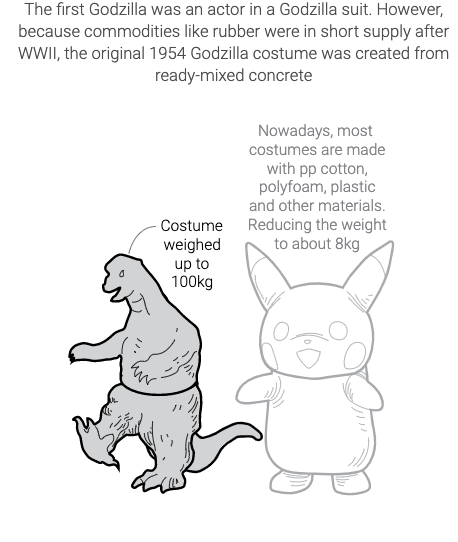 The first Godzilla was an actor in a Godzilla suit. However,
because commodities like rubber were in short supply after
WWII, the original 1954 Godzilla costume was created from
ready-mixed concrete
Nowadays, most
costumes are made
with pp cotton,
polyfoam, plastic
and other materials.
Reducing the weight
to about 8kg
Costume
weighed
up to
100kg